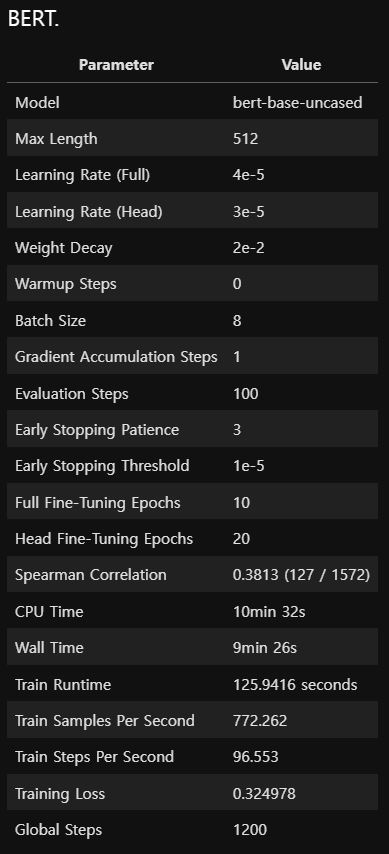 BERT.
Parameter Value
Model bert-base-uncased
Max Length 512
Learning Rate (Full) 4e-5
Learning Rate (Head) 3e-5
Weight Decay 2e-2
Warmup Steps 0
Batch Size 8
Gradient Accumulation Steps 1
Evaluation Steps 100
Early Stopping Patience 3
Early Stopping Threshold 1e-5
Full Fine-Tuning Epochs 10
Head Fine-Tuning Epochs 20
Spearman Correlation 0.3813 (127 / 1572)
CPU Time 10min 32s
Wall Time 9min 26s
Train Runtime 125.9416 seconds
Train Samples Per Second 772.262
Train Steps Per Second 96.553
Training Loss 0.324978
Global Steps 1200